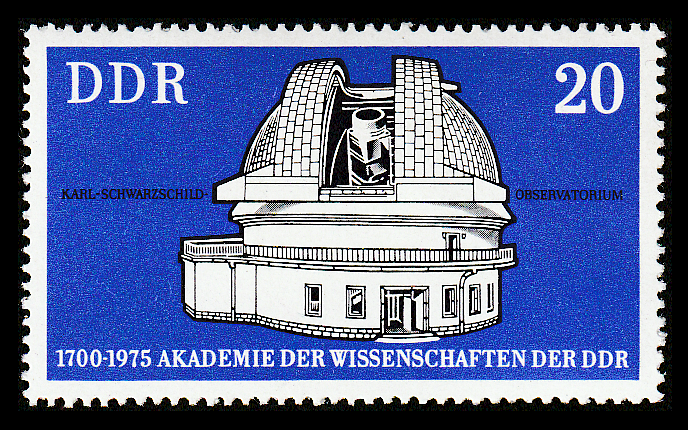 DDR 20
KARL-SCHWARZSCHILD- OBSERVATORIUM
1700-1975 AKADEMIE DER WISSENSCHAFTEN DER DDR